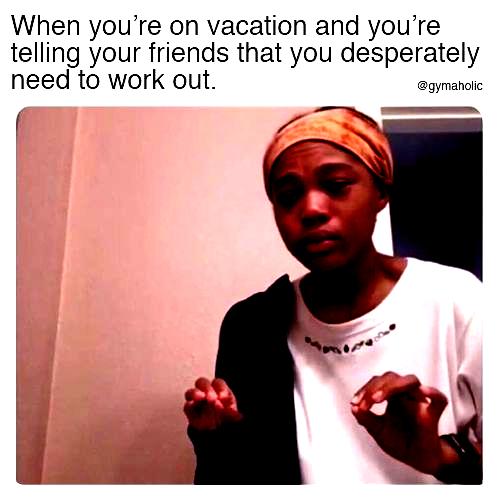 When you’re on vacation and you’re
telling your friends that you desperately
need to work out.
@gymaholic